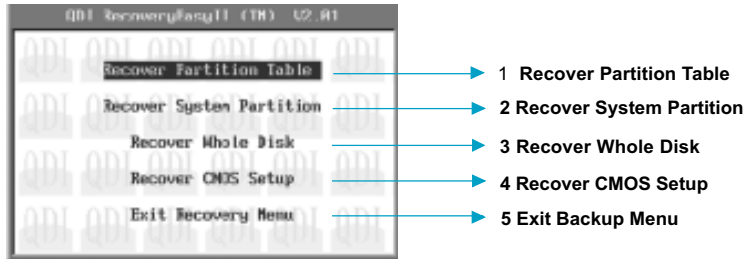 QDI RecoveryEasyII (TM) V2.01
Recover Partition Table
1 Recover Partition Table
Recover System Partition
2 Recover System Partition
Recover Whole Disk
3 Recover Whole Disk
Recover CMOS Setup
4 Recover CMOS Setup
Exit Recovery Menu
5 Exit Backup Menu